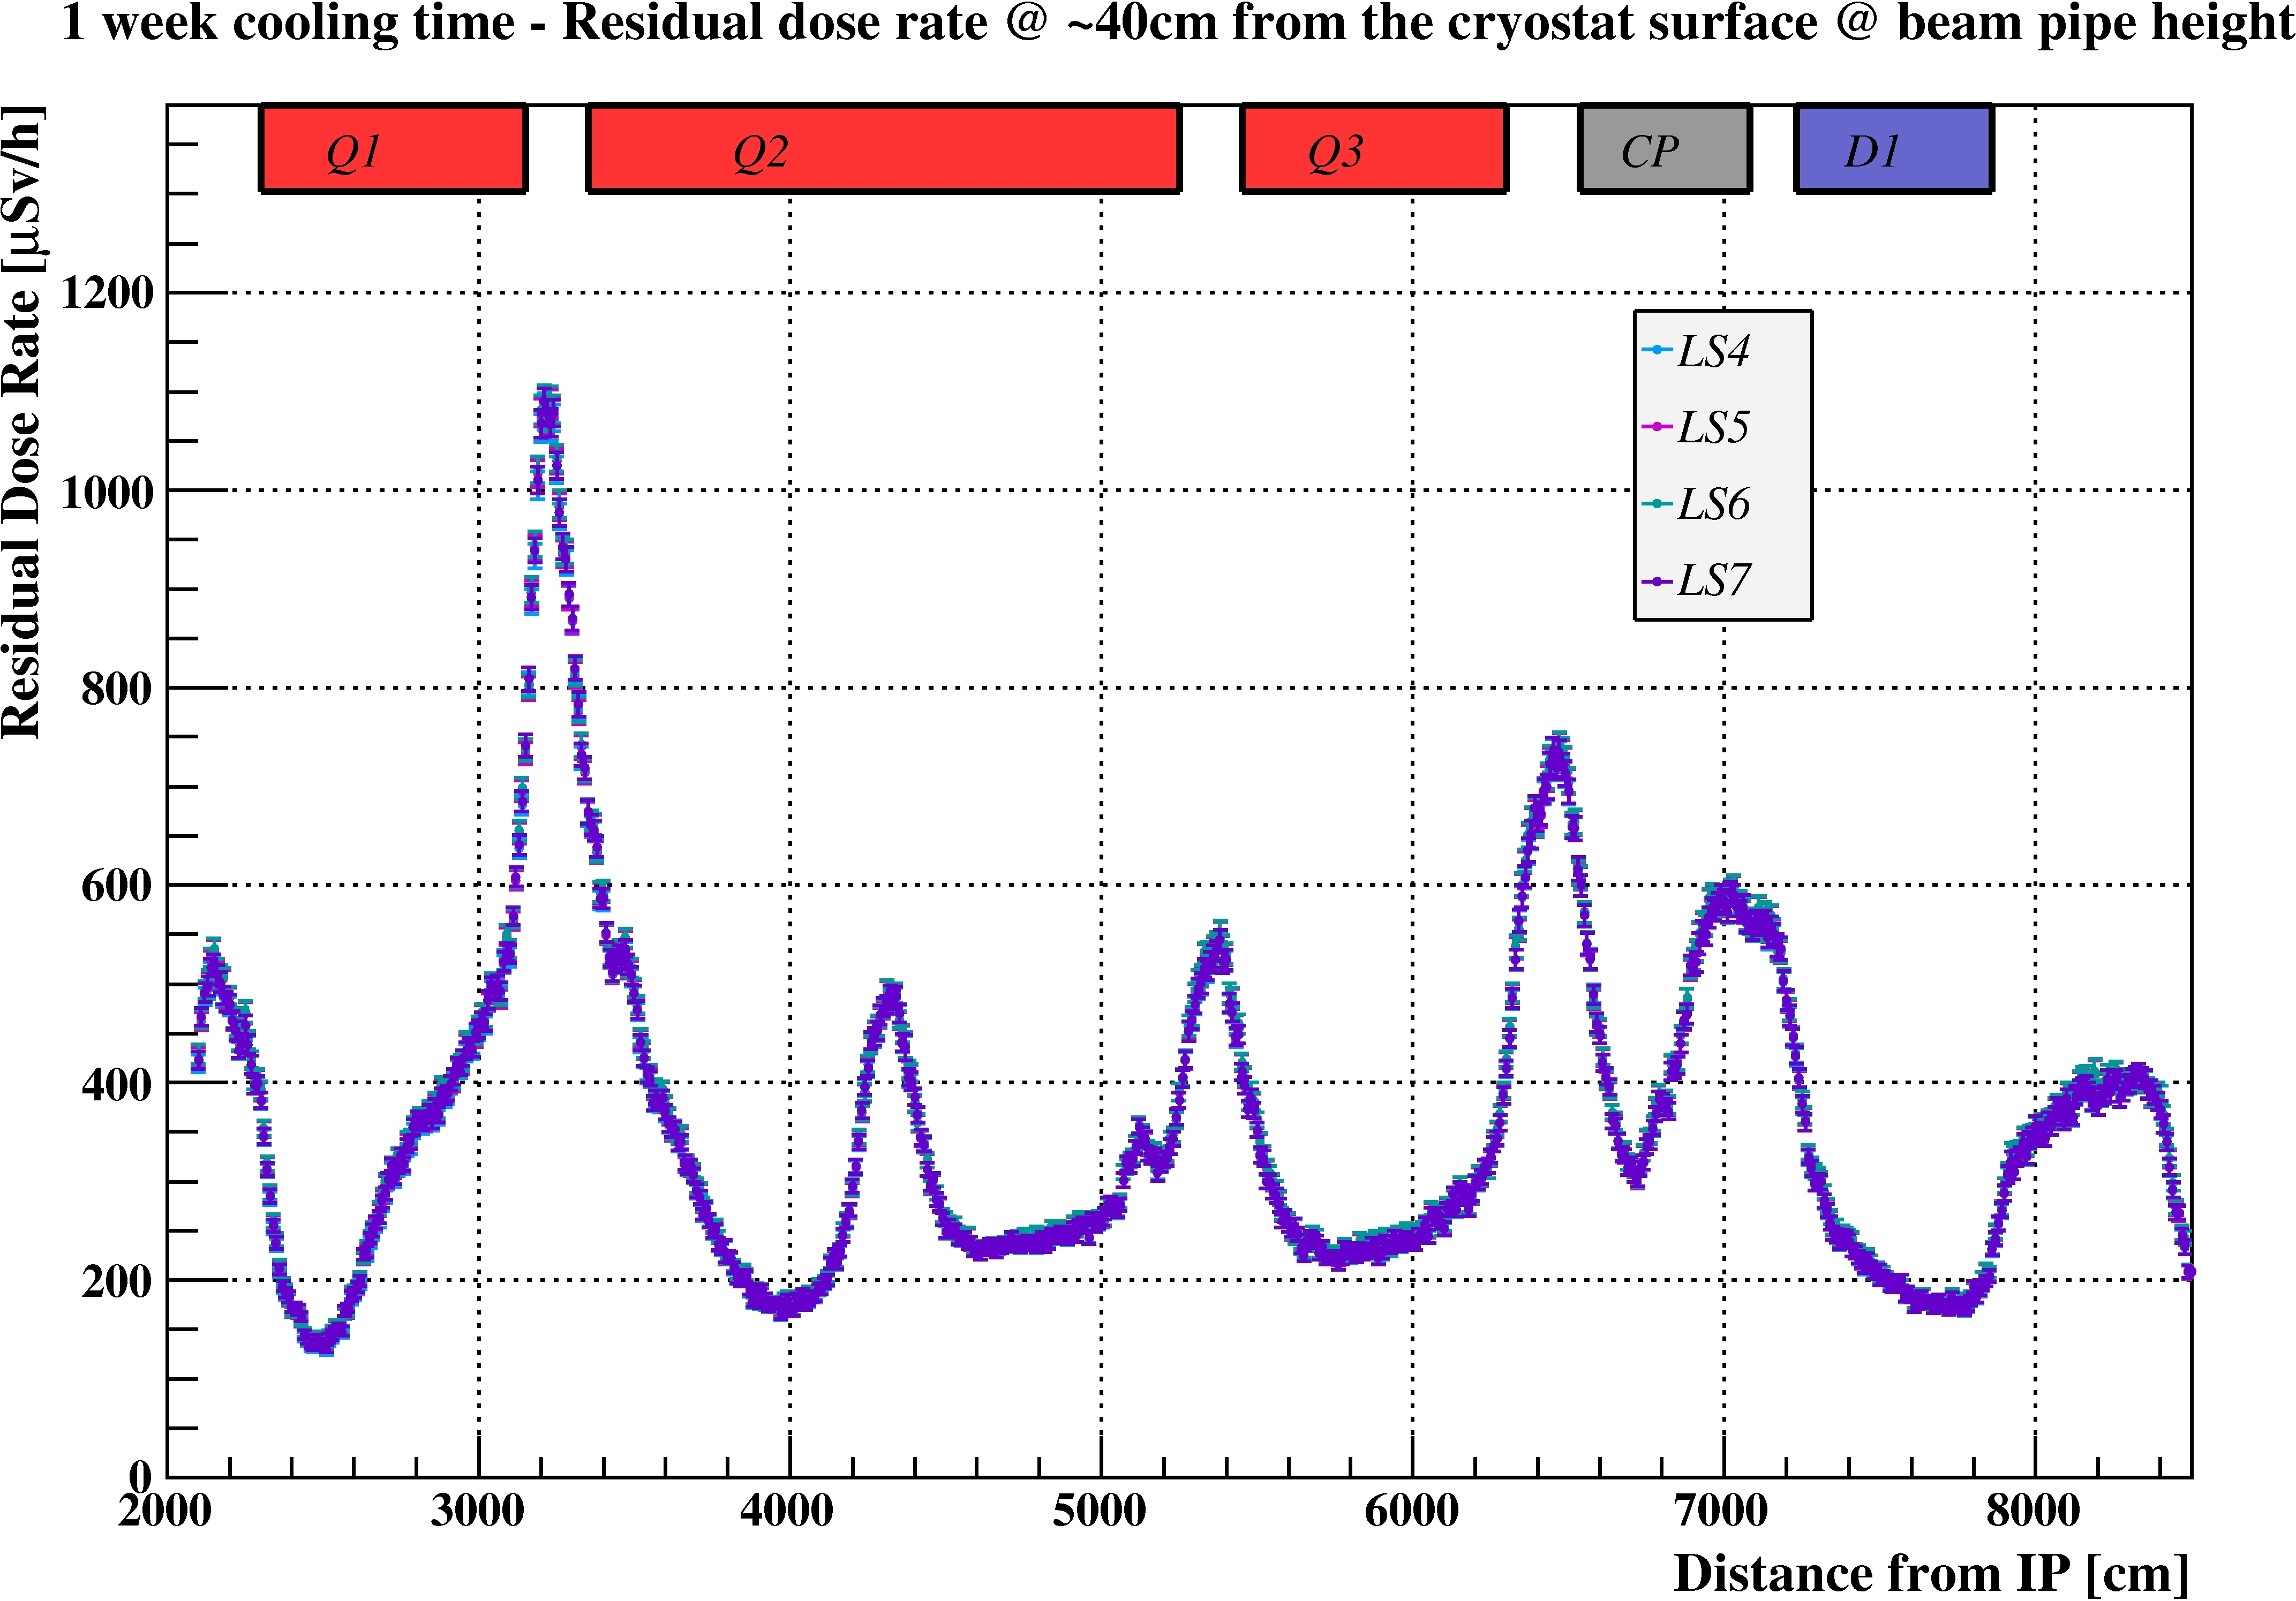 1 week cooling time - Residual dose rate @ ~40cm from the cryostat surface @ beam pipe height
Residual Dose Rate [μSv/h]
Q1 Q2 Q3 CP D1
1200
1000
800
600
400
200
0
LS4
LS5
LS6
LS7
2000 3000 4000 5000 6000 7000 8000
Distance from IP [cm]